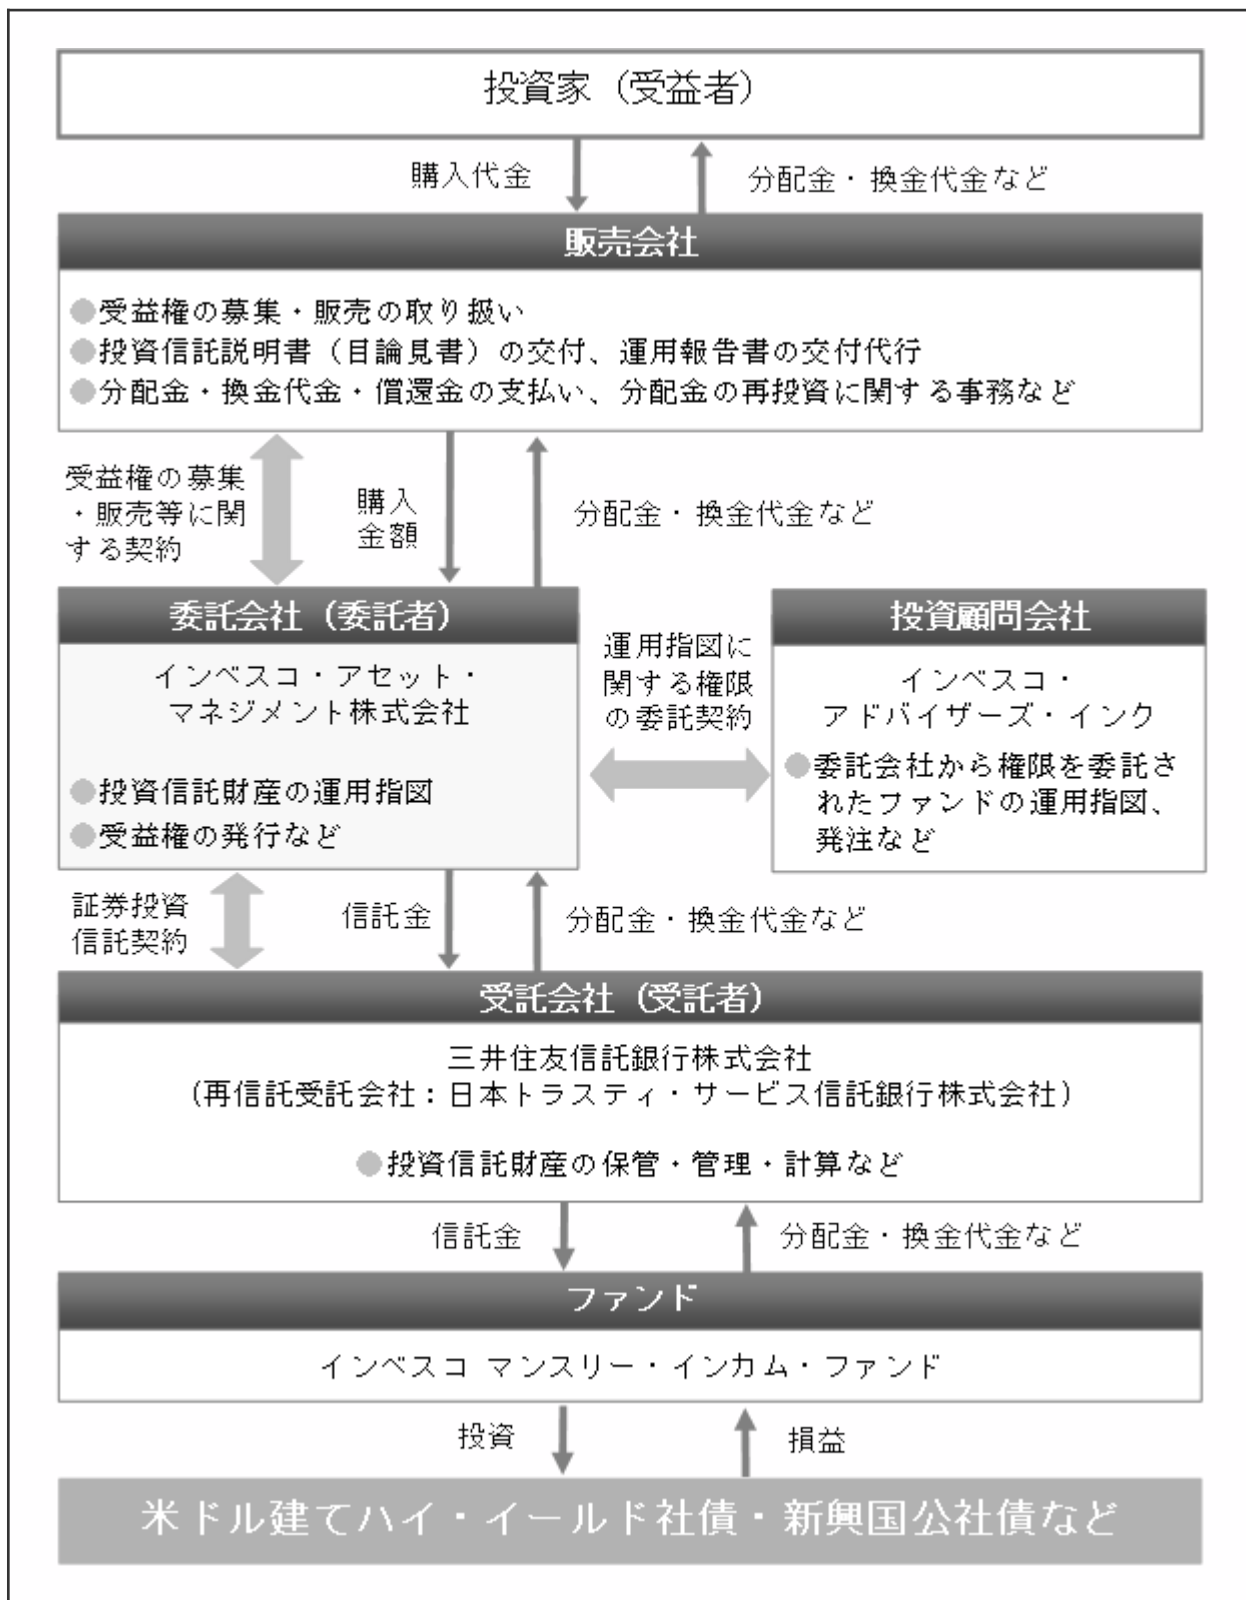 投資家（受益者）
購入代金
分配金・換金代金など
販売会社
●受益権の募集・販売の取り扱い
●投資信託説明書（目論見書）の交付、運用報告書の交付代行
●分配金・換金代金・償還金の支払い、分配金の再投資に関する事務など
受益権の募集
・販売等に関
する契約
購入
金額
分配金・換金代金など
委託会社（委託者）
インベスコ・アセット・
マネジメント株式会社
●投資信託財産の運用指図
●受益権の発行など
運用指図に
関する権限
の委託契約
投資顧問会社
インベスコ・
アドバイザーズ・インク
●委託会社から権限を委託さ
れたファンドの運用指図、
発注など
証券投資
信託契約
信託金
分配金・換金代金など
受託会社（受託者）
三井住友信託銀行株式会社
（再信託受託会社：日本トラスティ・サービス信託銀行株式会社）
●投資信託財産の保管・管理・計算など
信託金
分配金・換金代金など
ファンド
インベスコ マンスリー・インカム・ファンド
投資
損益
米ドル建てハイ・イールド社債・新興国公社債など